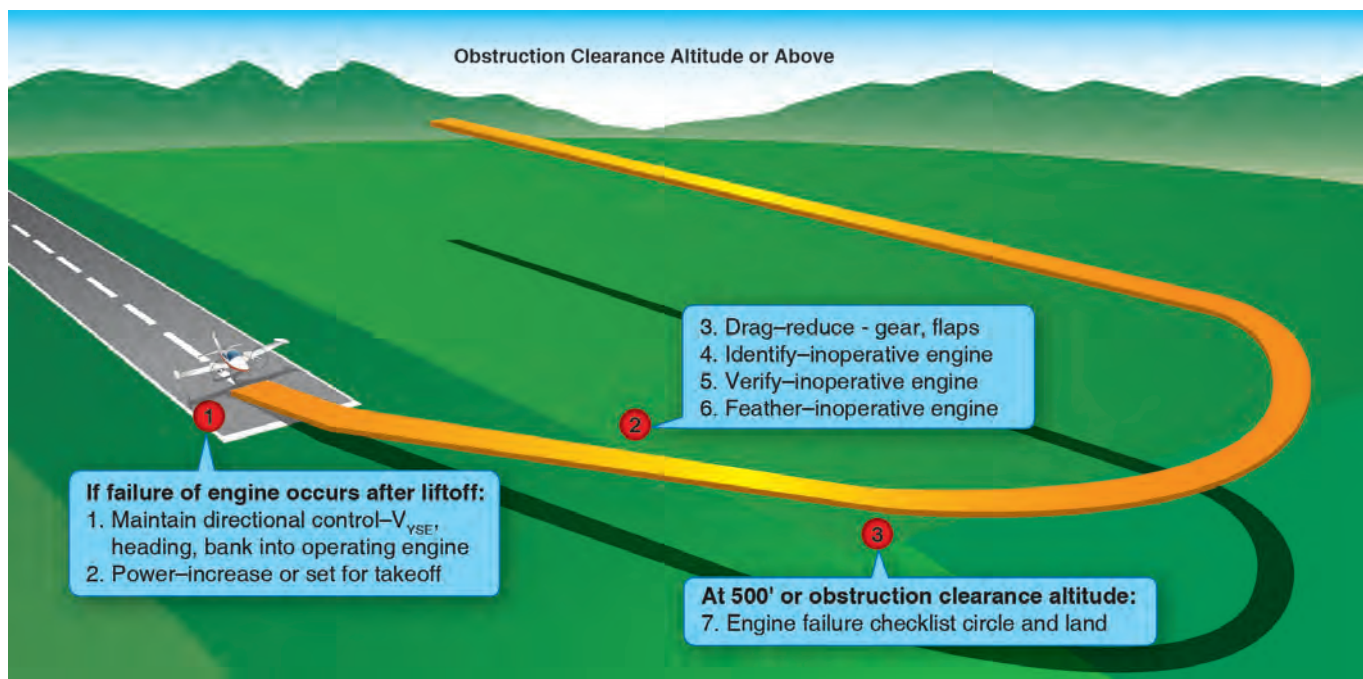 Obstruction Clearance Altitude or Above
1
If failure of engine occurs after liftoff:
1. Maintain directional control–VYSE,
heading, bank into operating engine
2. Power–increase or set for takeoff
2
3. Drag–reduce - gear, flaps
4. Identify–inoperative engine
5. Verify–inoperative engine
6. Feather–inoperative engine
3
At 500' or obstruction clearance altitude:
7. Engine failure checklist circle and land